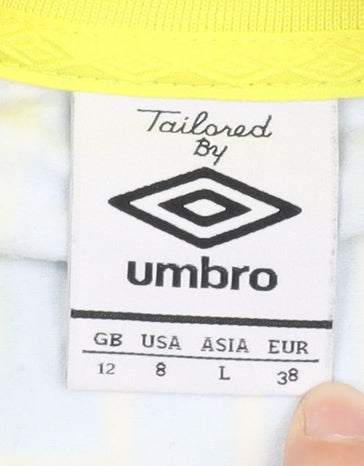 Tailored
By
umbro
GB USA ASIA EUR
12 8 L 38